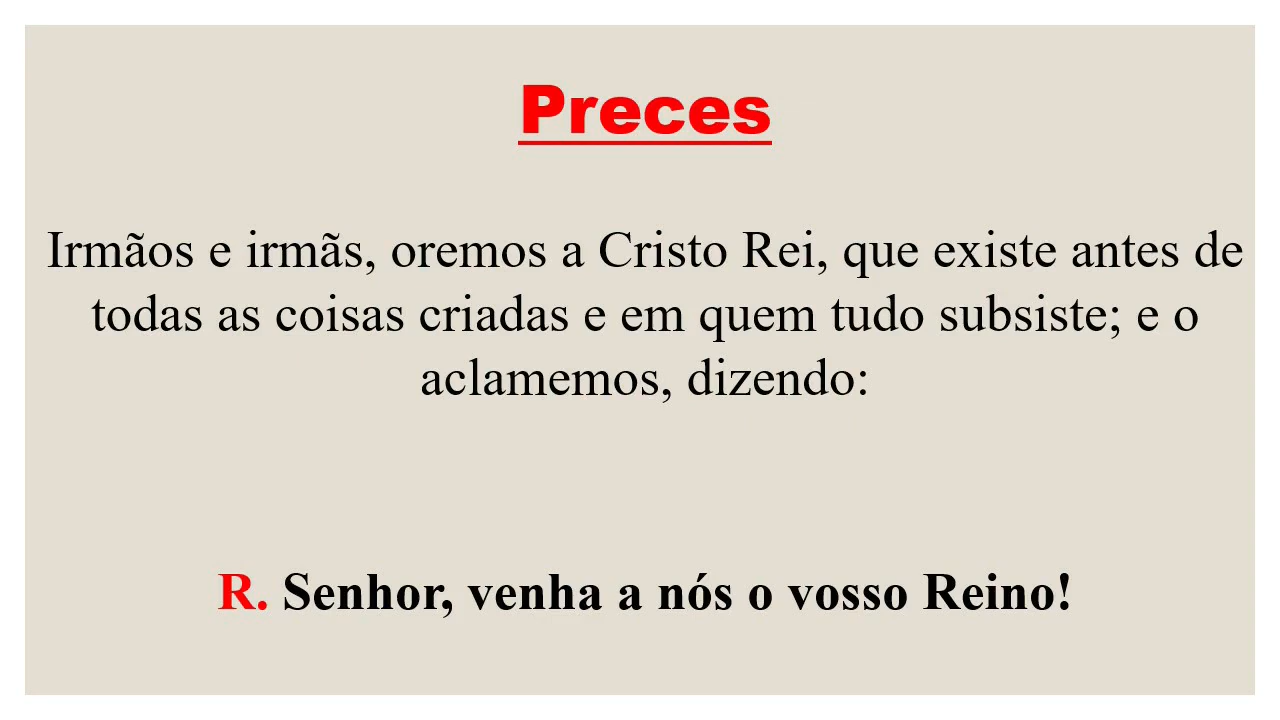 Preces
Irmãos e irmãs, oremos a Cristo Rei, que existe antes de
todas as coisas criadas e em quem tudo subsiste; e o
aclamemos, dizendo:
R. Senhor, venha a nós o vosso Reino!